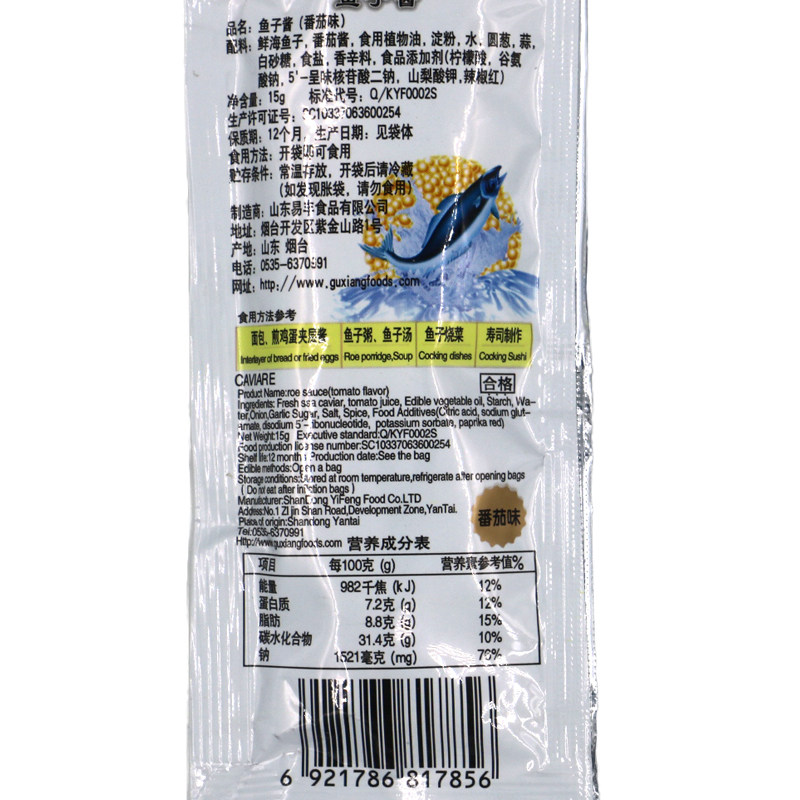 鱼子酱
品名：鱼子酱（番茄味）
配料：鲜海鱼子，番茄酱，食用植物油，淀粉，水，圆葱，蒜，
白砂糖，食盐，香辛料，食品添加剂(柠檬酸，谷氨
酸钠，5'-呈味核苷酸二钠，山梨酸钾,辣椒红)
净含量：15g 标准代号：Q/KYF0002S
生产许可证号：SC10337063600254
保质期：12个月，生产日期：见袋体
食用方法：开袋即可食用
贮存条件：常温存放，开袋后请冷藏
（如发现胀袋，请勿食用）
制造商：山东易丰食品有限公司
地址：烟台开发区紫金山路1号
产地：山东 烟台
电话：0535-6370991
网址：http://www.guxiangfoods.com
食用方法参考
面包、煎鸡蛋夹层酱 鱼子粥、鱼子汤 鱼子烧菜 寿司制作
Interlayer of bread or fried eggs Roe porridge,Soup Cocking dishes Cocking Sushi
CAVIARE 合格
Product Name:roe sauce(tomato flavor)
Ingredients: Fresh sea caviar, tomato juice, Edible vegetable oil, Starch, Wa-
ter,Onion,Garlic Sugar, Salt, Spice, Food Additives(Citric acid, sodium glut-
amate, disodium 5'-ribonucleotide, potassium sorbate, paprika red)
Net Weight:15g Executive standard:Q/KYF0002S
Food production license number:SC10337063600254
Shelf life:12 months Production date:See the bag
Edible methods:Open a bag
Storage conditions:Stored at room temperature,refrigerate after opening bags
( Do not eat after inflction bags )
Manufacturer:ShanDong YiFeng Food Co.LTD
Address:No.1 ZI jin Shan Road,Development Zone,YanTai.
Place of origin:Shandong Yantai
Tel:0535-6370991
Http://www.guxiangfoods.com
番茄味
营养成分表
项目 每100克 (g) 营养素参考值%
能量 982千焦 (kJ) 12%
蛋白质 7.2克 (g) 12%
脂肪 8.8克 (g) 15%
碳水化合物 31.4克 (g) 10%
钠 1521毫克 (mg) 76%
6 921786 817856